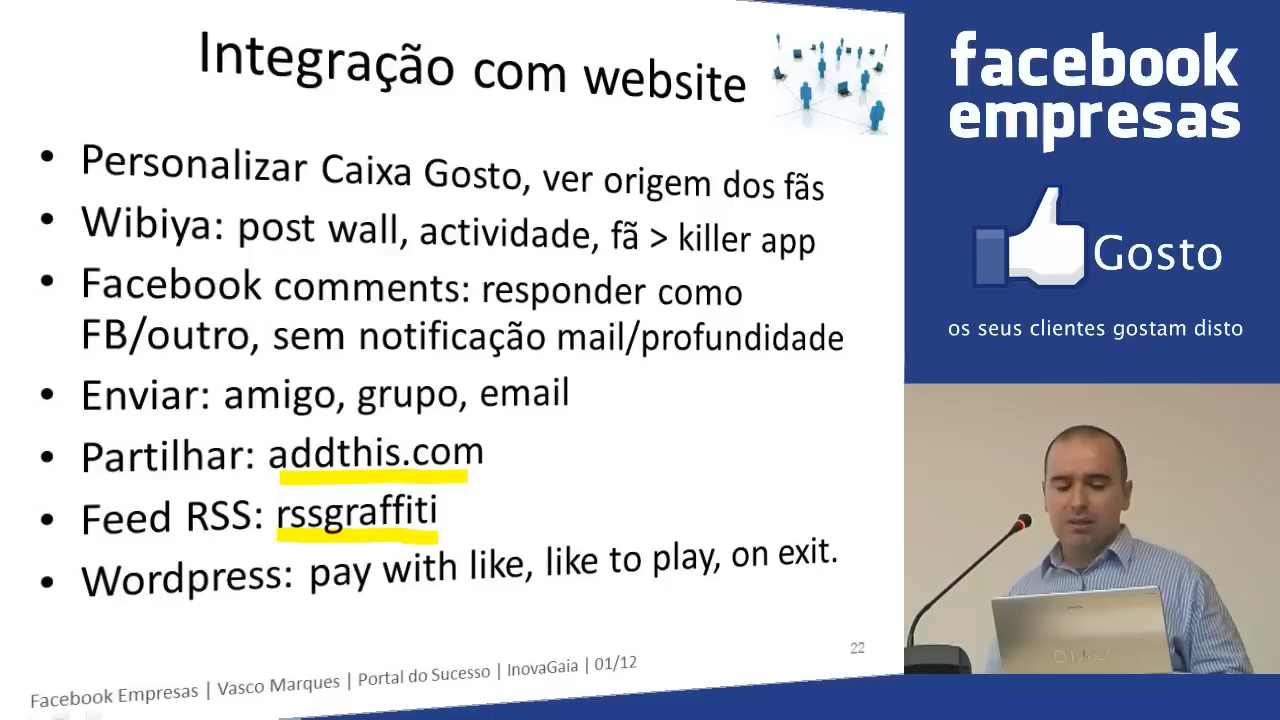 Integração com website
• Personalizar Caixa Gosto, ver origem dos fãs
• Wibiya: post wall, actividade, fã > killer app
• Facebook comments: responder como
FB/outro, sem notificação mail/profundidade
• Enviar: amigo, grupo, email
• Partilhar: addthis.com
• Feed RSS: rssgraffiti
• Wordpress: pay with like, like to play, on exit.
22
Facebook Empresas | Vasco Marques | Portal do Sucesso | InovaGaia | 01/12
facebook
empresas
Gosto
os seus clientes gostam disto
VAIO